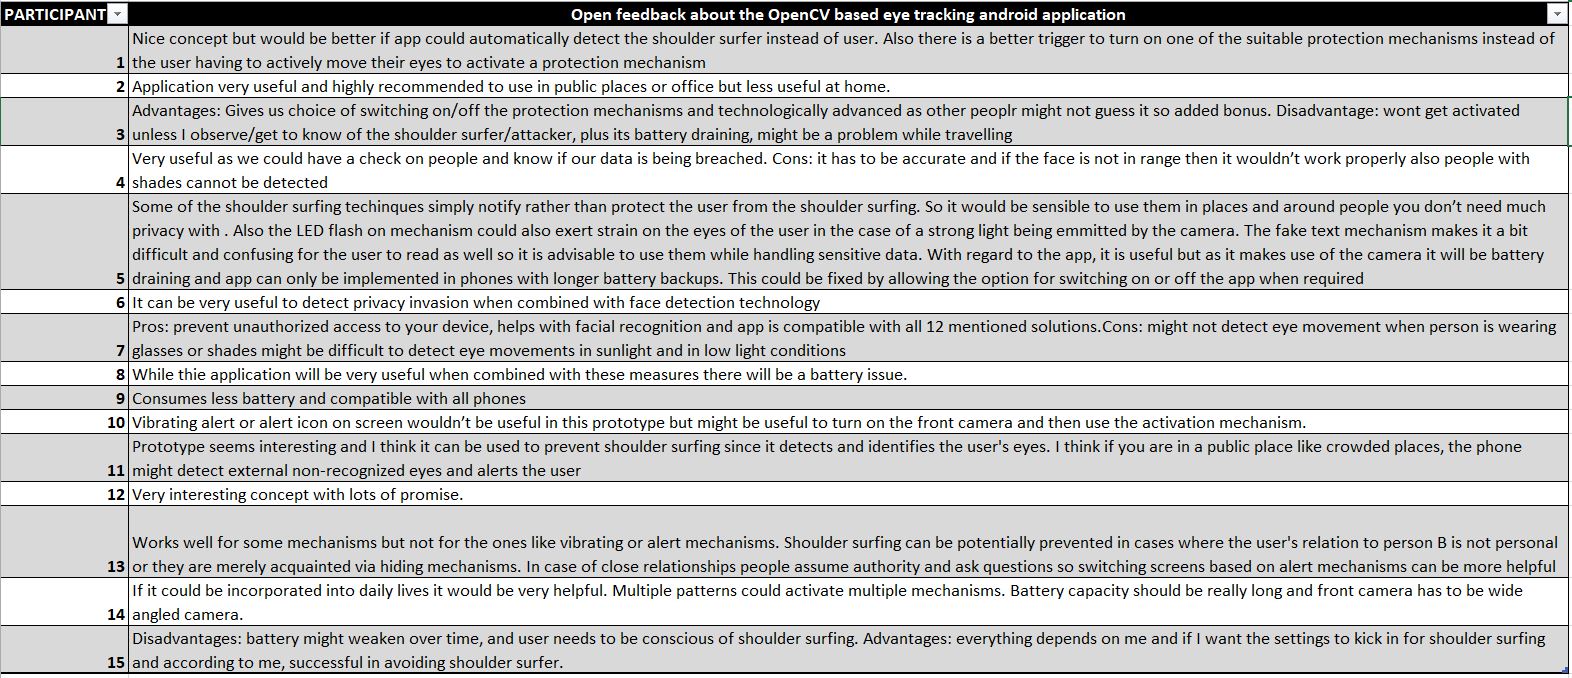 PARTICIPANT Open feedback about the OpenCV based eye tracking android application
Nice concept but would be better if app could automatically detect the shoulder surfer instead of user. Also there is a better trigger to turn on one of the suitable protection mechanisms instead of
1 the user having to actively move their eyes to activate a protection mechanism
2 Application very useful and highly recommended to use in public places or office but less useful at home.
Advantages: Gives us choice of switching on/off the protection mechanisms and technologically advanced as other peoplr might not guess it so added bonus. Disadvantage: wont get activated
3 unless I observe/get to know of the shoulder surfer/attacker, plus its battery draining, might be a problem while travelling
Very useful as we could have a check on people and know if our data is being breached. Cons: it has to be accurate and if the face is not in range then it wouldn’t work properly also people with
4 shades cannot be detected
Some of the shoulder surfing techinques simply notify rather than protect the user from the shoulder surfing. So it would be sensible to use them in places and around people you don’t need much
privacy with . Also the LED flash on mechanism could also exert strain on the eyes of the user in the case of a strong light being emmitted by the camera. The fake text mechanism makes it a bit
difficult and confusing for the user to read as well so it is advisable to use them while handling sensitive data. With regard to the app, it is useful but as it makes use of the camera it will be battery
5 draining and app can only be implemented in phones with longer battery backups. This could be fixed by allowing the option for switching on or off the app when required
6 It can be very useful to detect privacy invasion when combined with face detection technology
Pros: prevent unauthorized access to your device, helps with facial recognition and app is compatible with all 12 mentioned solutions.Cons: might not detect eye movement when person is wearing
7 glasses or shades might be difficult to detect eye movements in sunlight and in low light conditions
8 While thie application will be very useful when combined with these measures there will be a battery issue.
9 Consumes less battery and compatible with all phones
10 Vibrating alert or alert icon on screen wouldn’t be useful in this prototype but might be useful to turn on the front camera and then use the activation mechanism.
Prototype seems interesting and I think it can be used to prevent shoulder surfing since it detects and identifies the user's eyes. I think if you are in a public place like crowded places, the phone
11 might detect external non-recognized eyes and alerts the user
12 Very interesting concept with lots of promise.
Works well for some mechanisms but not for the ones like vibrating or alert mechanisms. Shoulder surfing can be potentially prevented in cases where the user's relation to person B is not personal
13 or they are merely acquainted via hiding mechanisms. In case of close relationships people assume authority and ask questions so switching screens based on alert mechanisms can be more helpful
If it could be incorporated into daily lives it would be very helpful. Multiple patterns could activate multiple mechanisms. Battery capacity should be really long and front camera has to be wide
14 angled camera.
Disadvantages: battery might weaken over time, and user needs to be conscious of shoulder surfing. Advantages: everything depends on me and if I want the settings to kick in for shoulder surfing
15 and according to me, successful in avoiding shoulder surfer.